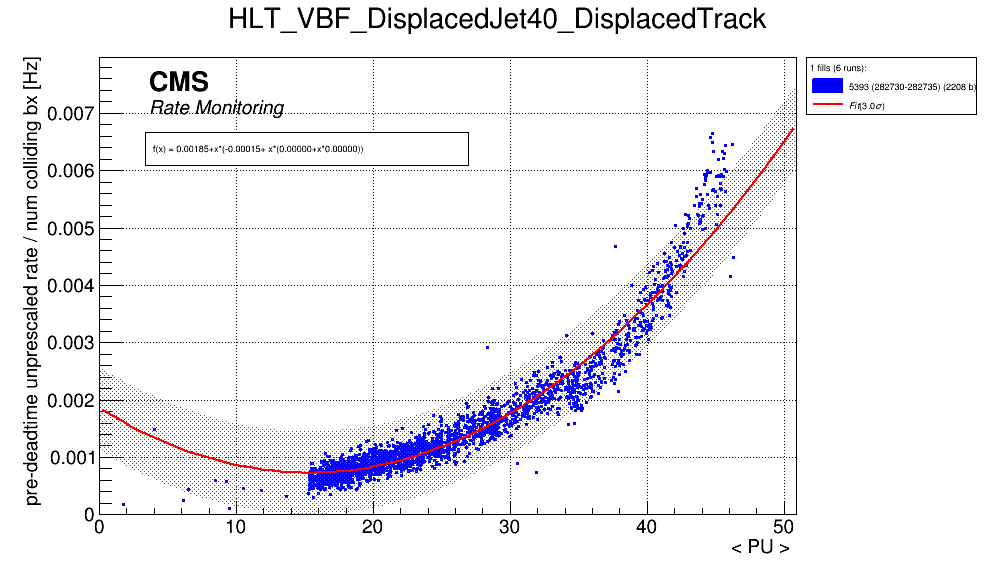 HLT_VBF_DisplacedJet40_DisplacedTrack
pre-deadtime unprescaled rate / num colliding bx [Hz]
CMS
Rate Monitoring
f(x) = 0.00185+x*(-0.00015+ x*(0.00000+x*0.00000))
0.007
0.006
0.005
0.004
0.003
0.002
0.001
0
0 10 20 30 40 50
< PU >
1 fills (6 runs):
5393 (282730-282735) (2208 b)
Fit(3.0σ)